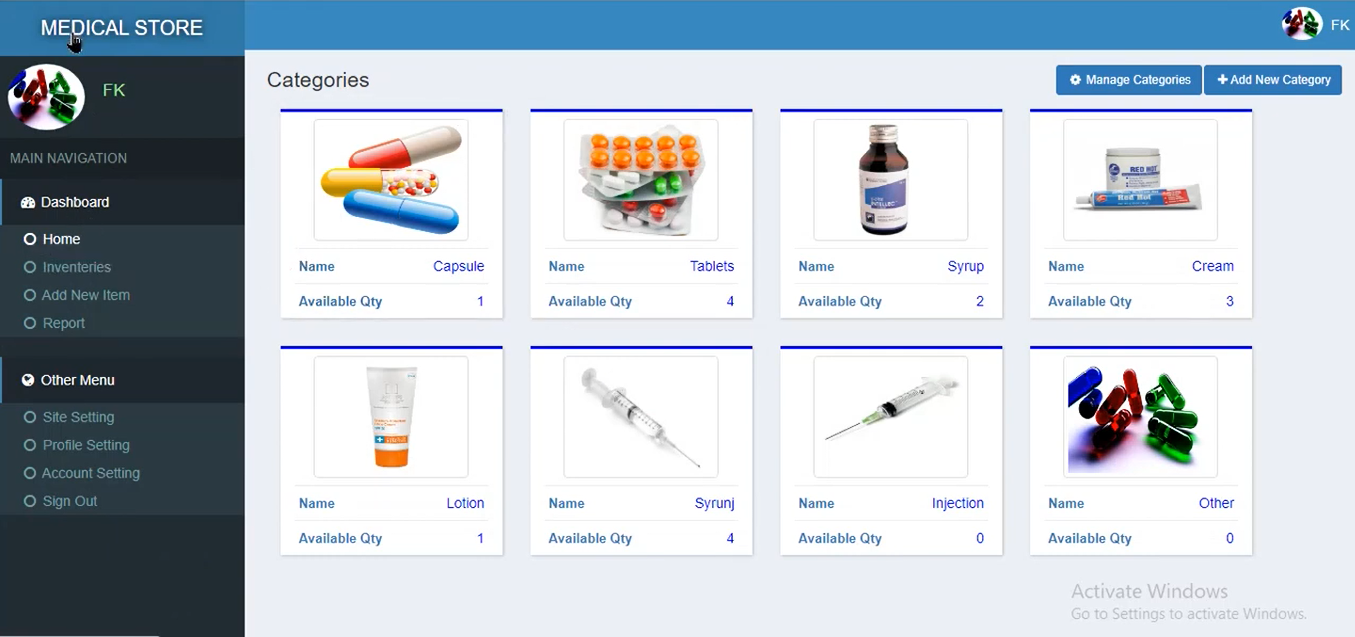 MEDICAL STORE
FK
FK
MAIN NAVIGATION
Dashboard
Home
Inventeries
Add New Item
Report
Other Menu
Site Setting
Profile Setting
Account Setting
Sign Out
Categories
Manage Categories
Add New Category
RED HOT
Red Hot
Name Capsule
Available Qty 1
Name Tablets
Available Qty 4
Name Syrup
Available Qty 2
Name Cream
Available Qty 3
Name Lotion
Available Qty 1
Name Syrunj
Available Qty 4
Name Injection
Available Qty 0
Name Other
Available Qty 0
Activate Windows
Go to Settings to activate Windows.